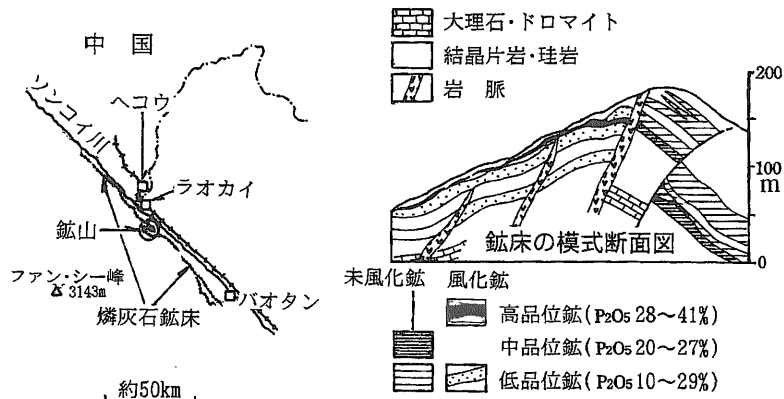 中国
ソンコイ川
ヘコウ
ラオカイ
鉱山
ファン・シー峰
3143m
燐灰石鉱床
バオタン
約50km
大理石・ドロマイト
結晶片岩・珪岩
岩脈
200
100
m
0
鉱床の模式断面図
未風化鉱 風化鉱
高品位鉱(P₂O₅ 28〜41%)
中品位鉱(P₂O₅ 20〜27%)
低品位鉱(P₂O₅ 10〜29%)